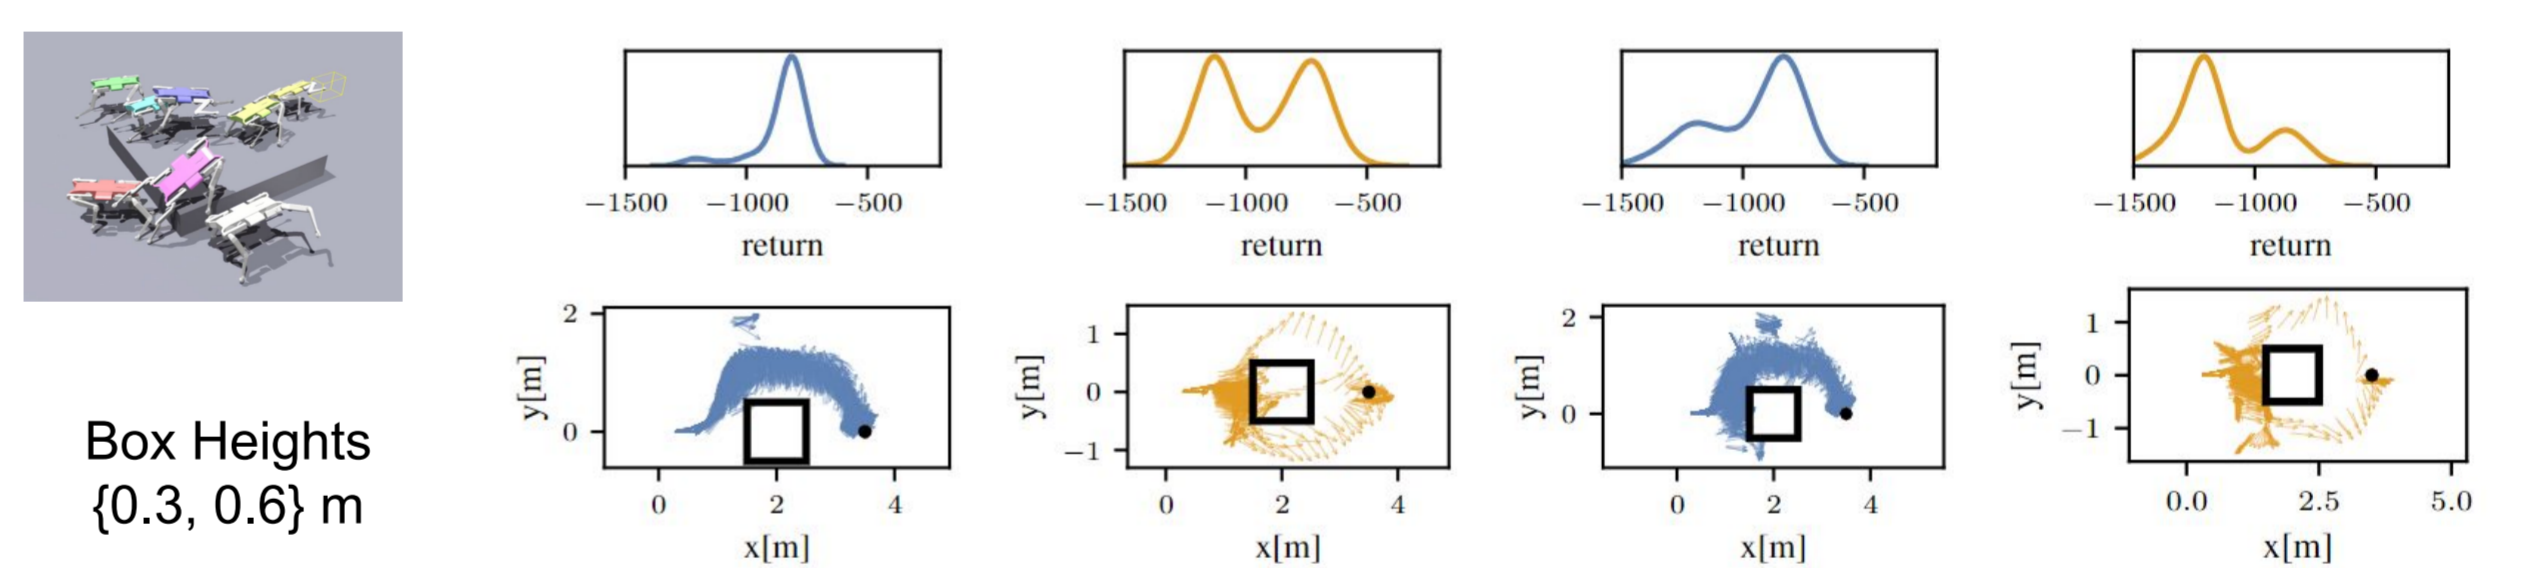 Box Heights
{0.3, 0.6} m
−1500 −1000 −500
return
−1500 −1000 −500
return
−1500 −1000 −500
return
−1500 −1000 −500
return
y[m]
2
0
0 2 4
x[m]
y[m]
1
0
−1
0 2 4
x[m]
y[m]
2
0
0 2 4
x[m]
y[m]
1
0
−1
0.0 2.5 5.0
x[m]